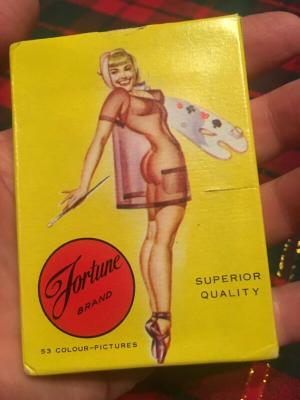 Fortune
BRAND
SUPERIOR
QUALITY
53 COLOUR-PICTURES